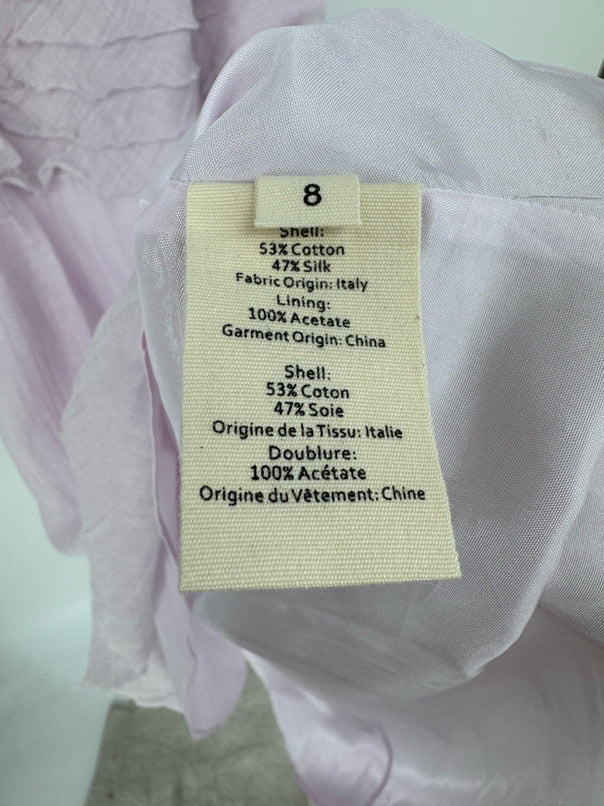 8
Shell:
53% Cotton
47% Silk
Fabric Origin: Italy
Lining:
100% Acetate
Garment Origin: China
Shell:
53% Coton
47% Soie
Origine de la Tissu: Italie
Doublure:
100% Acétate
Origine du Vêtement: Chine